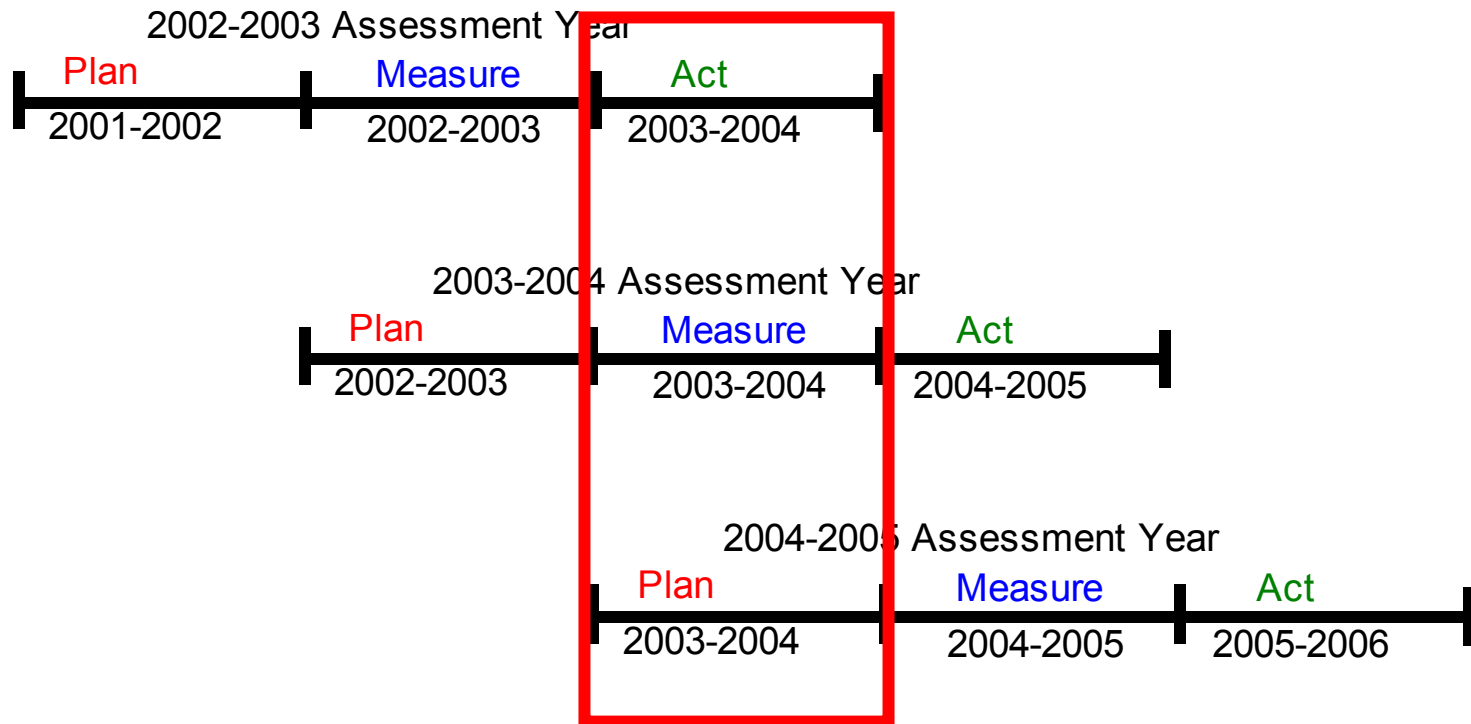 2002-2003 Assessment Year
Plan Measure Act
2001-2002 2002-2003 2003-2004
2003-2004 Assessment Year
Plan Measure Act
2002-2003 2003-2004 2004-2005
2004-2005 Assessment Year
Plan Measure Act
2003-2004 2004-2005 2005-2006